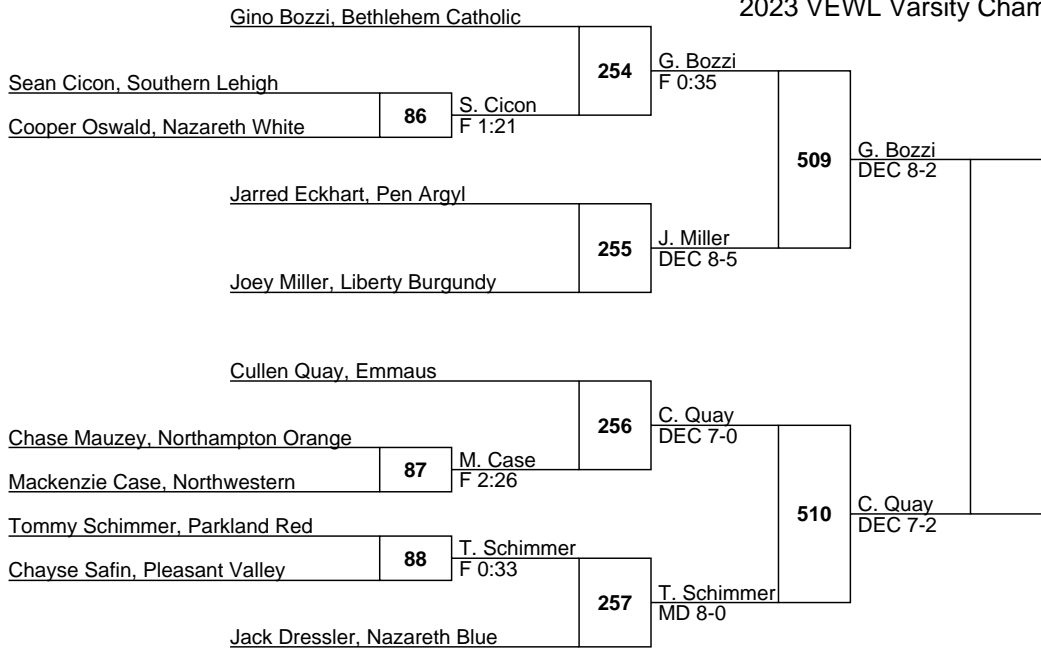 2023 VEWL Varsity Cham
Gino Bozzi, Bethlehem Catholic
254
G. Bozzi
F 0:35
Sean Cicon, Southern Lehigh
86
S. Cicon
F 1:21
Cooper Oswald, Nazareth White
509
G. Bozzi
DEC 8-2
Jarred Eckhart, Pen Argyl
255
J. Miller
DEC 8-5
Joey Miller, Liberty Burgundy
Cullen Quay, Emmaus
256
C. Quay
DEC 7-0
Chase Mauzey, Northampton Orange
87
M. Case
F 2:26
Mackenzie Case, Northwestern
510
C. Quay
DEC 7-2
Tommy Schimmer, Parkland Red
88
T. Schimmer
F 0:33
Chayse Safin, Pleasant Valley
257
T. Schimmer
MD 8-0
Jack Dressler, Nazareth Blue